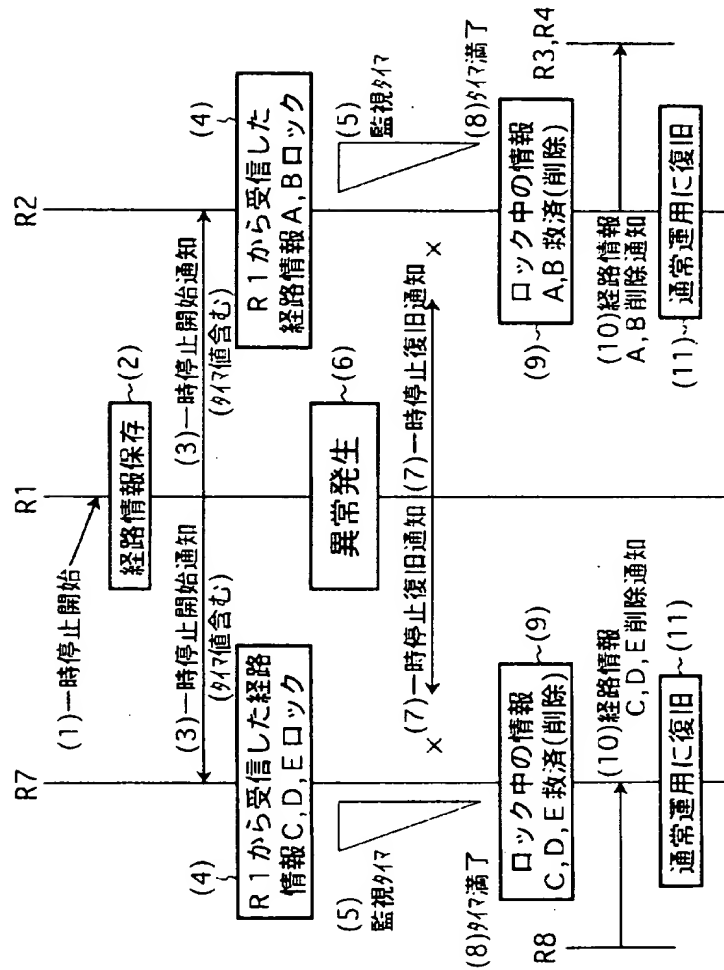 R7
R1
R2
(1)一時停止開始
経路情報保存
(2)
(3)一時停止開始通知
(ﾀｲﾏ値含む)
(3)一時停止開始通知
(ﾀｲﾏ値含む)
(4)
R1から受信した経路
情報C,D,Eロック
(4)
R1から受信した
経路情報A,Bロック
(5)
監視ﾀｲﾏ
異常発生
(6)
(5)
監視ﾀｲﾏ
(7)一時停止復旧通知
(7)一時停止復旧通知
×
×
(8)ﾀｲﾏ満了
(8)ﾀｲﾏ満了
ロック中の情報
C,D,E救済(削除)
(9)
(9)
ロック中の情報
A,B救済(削除)
R8
(10)経路情報
C,D,E削除通知
(10)経路情報
A,B削除通知
R3,R4
通常運用に復旧
(11)
(11)
通常運用に復旧